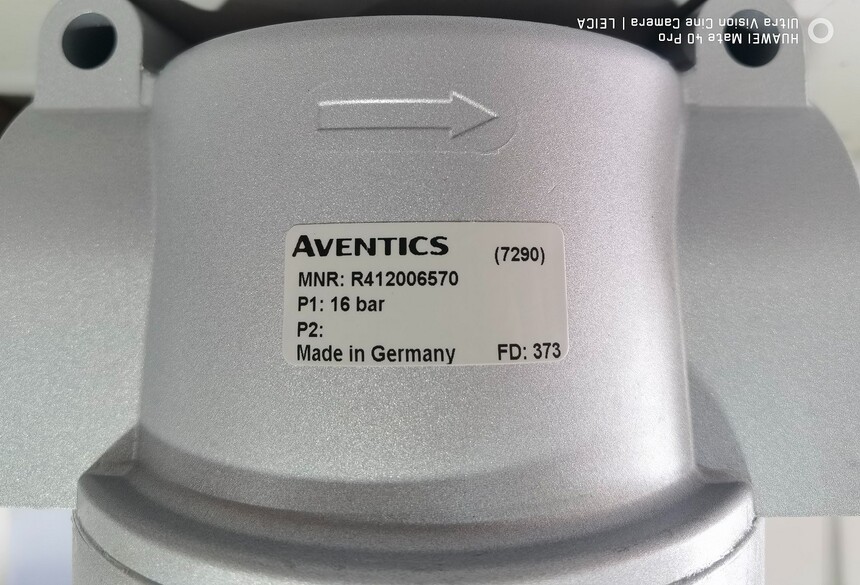 AVENTICS (7290)
MNR: R412006570
P1: 16 bar
P2:
Made in Germany FD: 373
HUAWEI Mate 40 Pro
Ultra Vision Cine Camera | LEICA